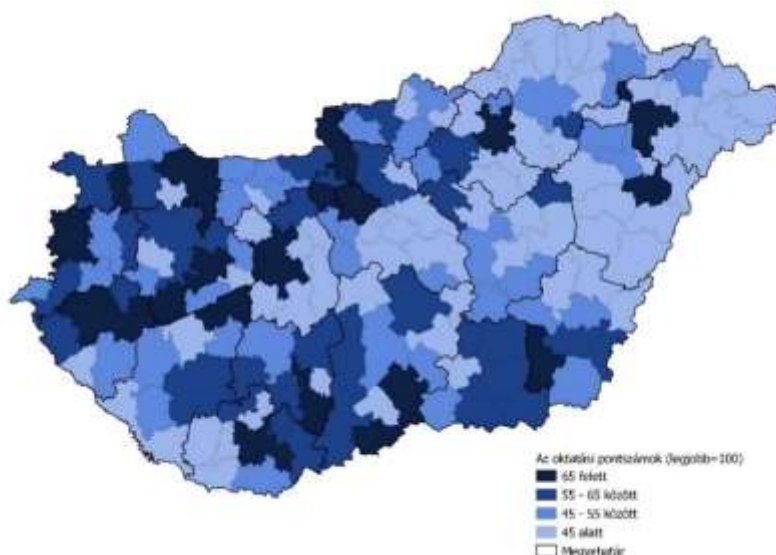 Az oktatási pontszámok (legjobb=100)
65 felett
55 - 65 között
45 - 55 között
45 alatt
Megyehatár